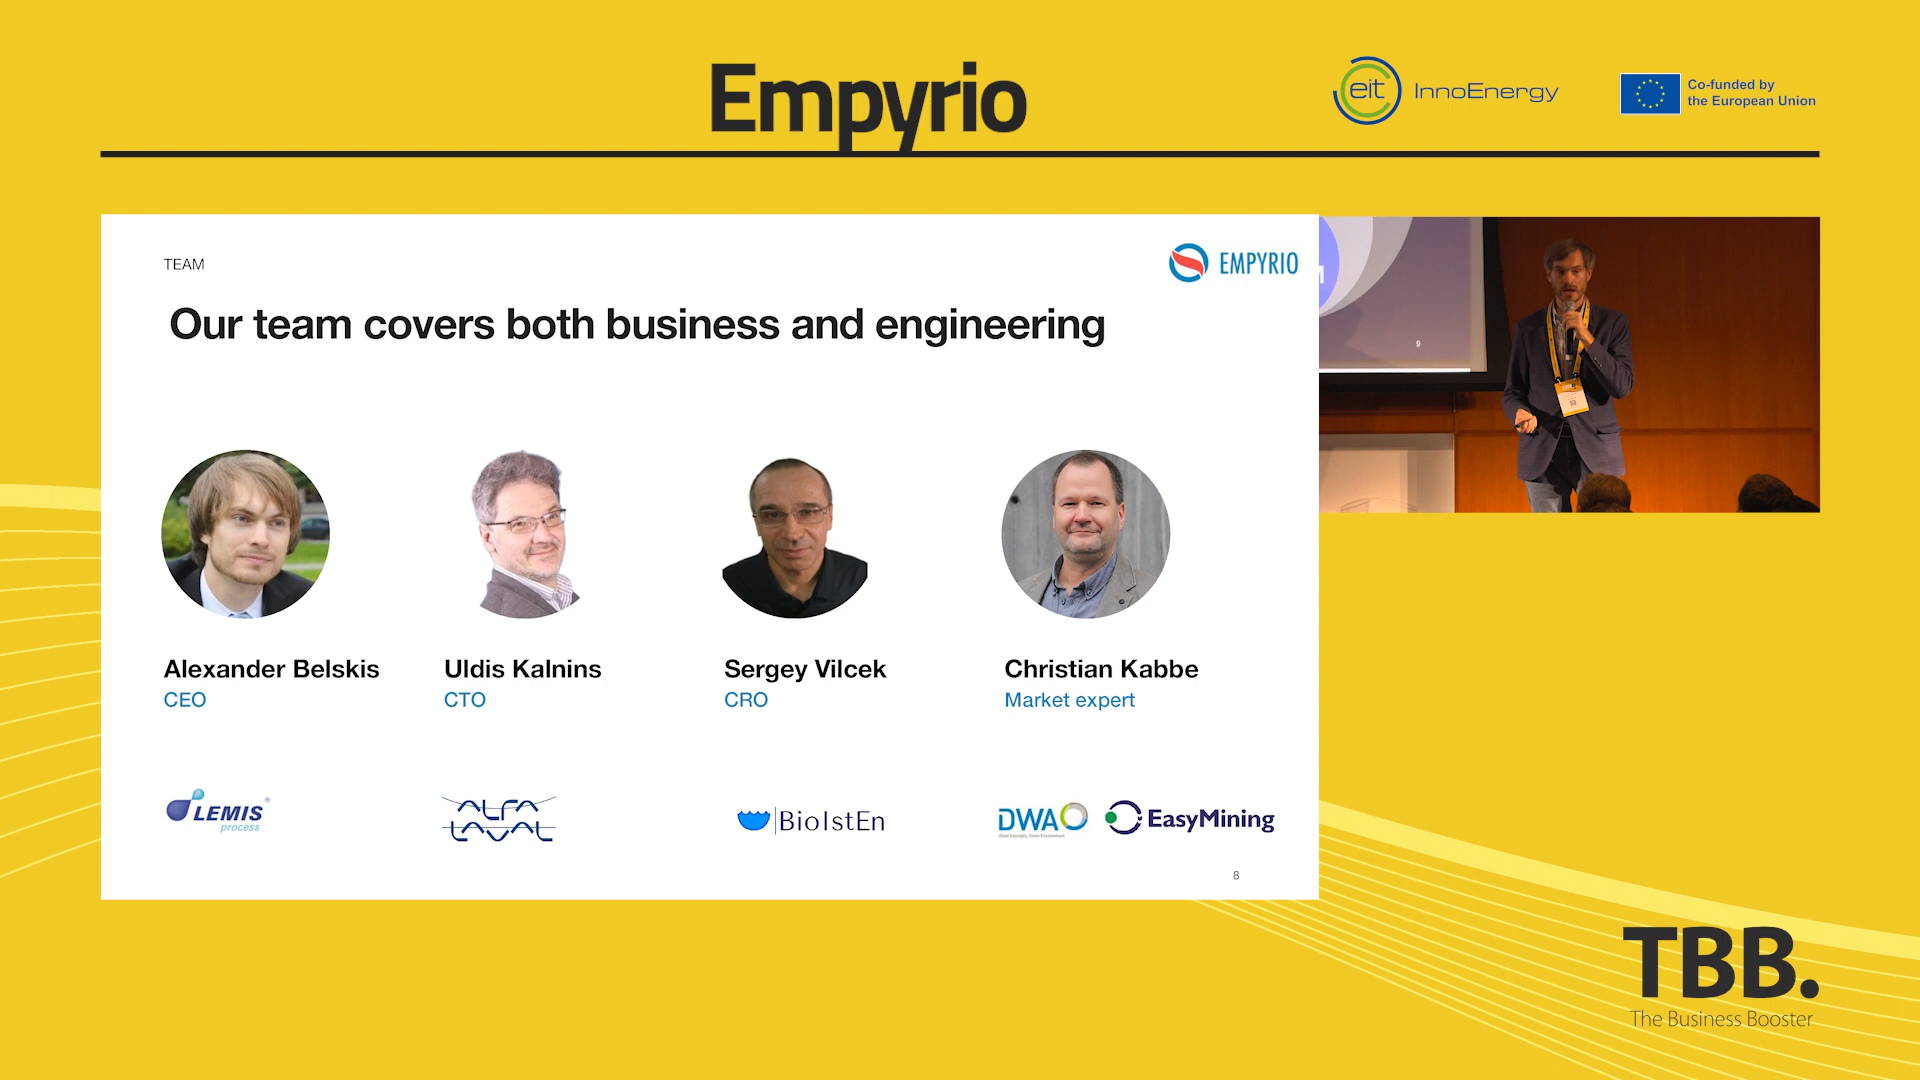 Empyrio
eit InnoEnergy
Co-funded by
the European Union
TEAM
EMPYRIO
Our team covers both business and engineering
9
Alexander Belskis
CEO
Uldis Kalnins
CTO
Sergey Vilcek
CRO
Christian Kabbe
Market expert
LEMIS®
process
ALFA
LAVAL
BioIstEn
DWA
EasyMining
8
TBB.
The Business Booster